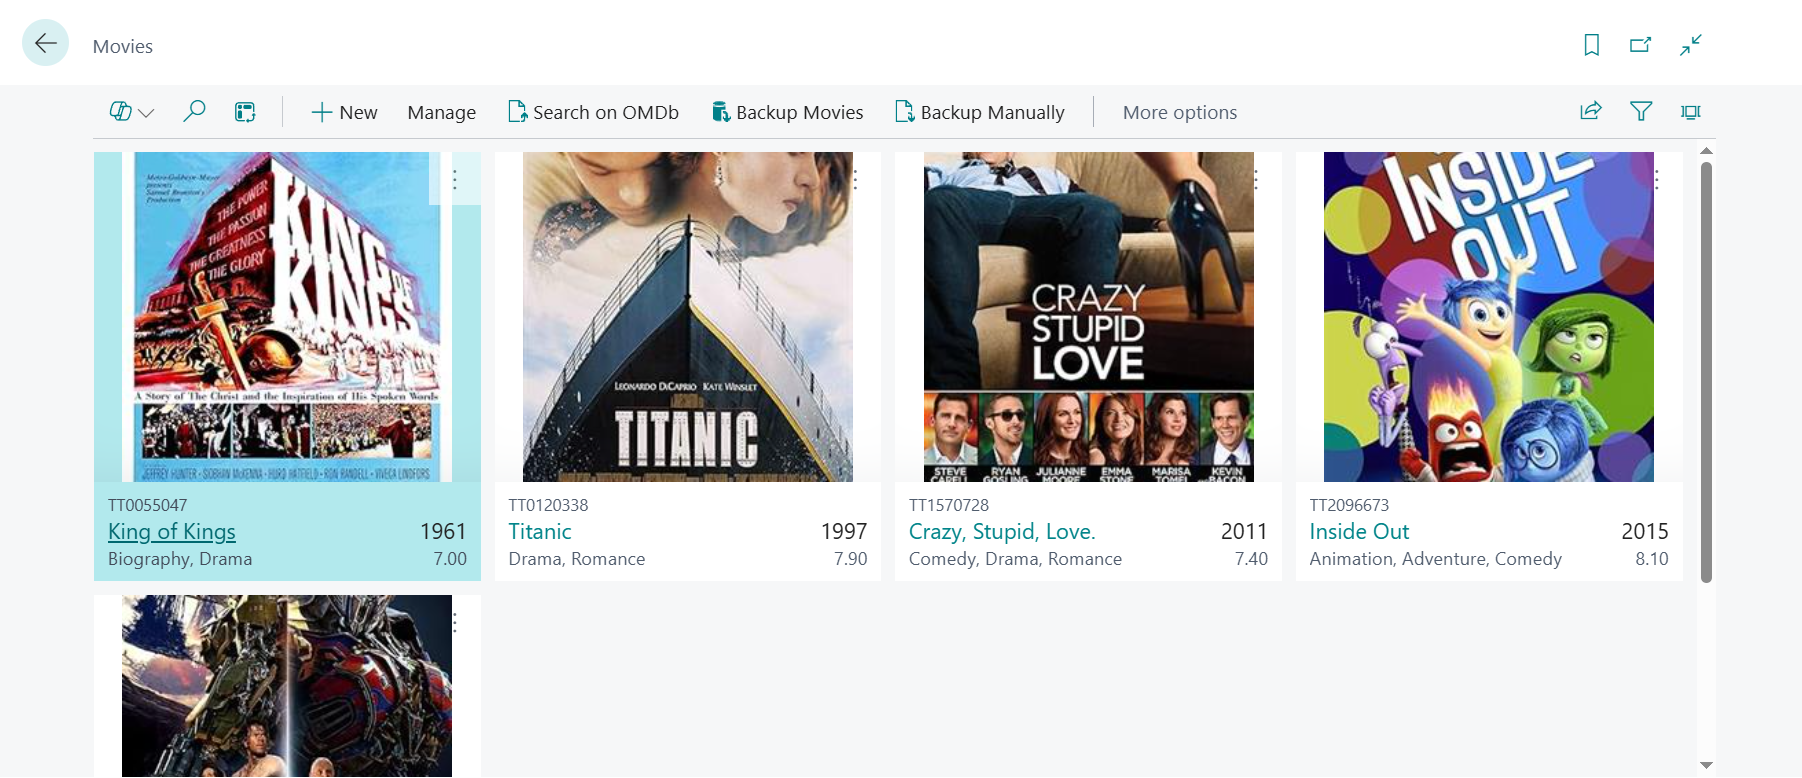 Movies
New
Manage
Search on OMDb
Backup Movies
Backup Manually
More options
Metro-Goldwyn-Mayer
presents
Samuel Bronston's
Production
THE POWER
THE PASSION
THE GREATNESS
THE GLORY
KING
OF
KINGS
A Story of The Christ and the Inspiration of His Spoken Words
JEFFREY HUNTER · SIOBHAN McKENNA · HURD HATFIELD · RON RANDELL · VIVECA LINDFORS
TT0055047
King of Kings
1961
Biography, Drama
7.00
LEONARDO DICAPRIO KATE WINSLET
TITANIC
TT0120338
Titanic
1997
Drama, Romance
7.90
CRAZY
STUPID
LOVE
STEVE
CARELL
RYAN
GOSLING
JULIANNE
MOORE
EMMA
STONE
MARISA
TOMEI
KEVIN
BACON
TT1570728
Crazy, Stupid, Love.
2011
Comedy, Drama, Romance
7.40
INSIDE
OUT
TT2096673
Inside Out
2015
Animation, Adventure, Comedy
8.10